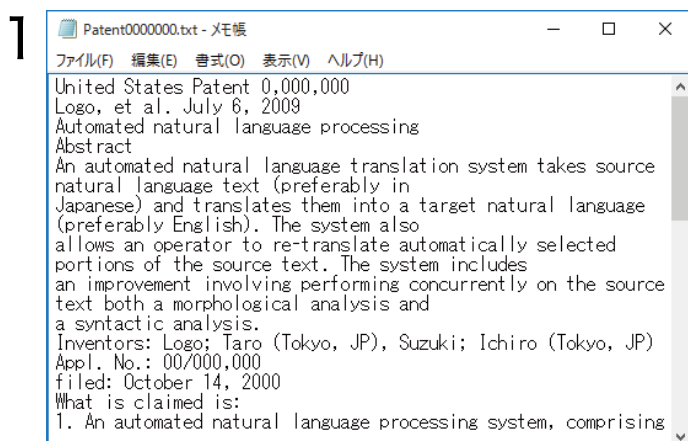 1
Patent0000000.txt - メモ帳
ファイル(F) 編集(E) 書式(O) 表示(V) ヘルプ(H)
United States Patent 0,000,000
Logo, et al. July 6, 2009
Automated natural language processing
Abstract
An automated natural language translation system takes source
natural language text (preferably in
Japanese) and translates them into a target natural language
(preferably English). The system also
allows an operator to re-translate automatically selected
portions of the source text. The system includes
an improvement involving performing concurrently on the source
text both a morphological analysis and
a syntactic analysis.
Inventors: Logo; Taro (Tokyo, JP), Suzuki; Ichiro (Tokyo, JP)
Appl. No.: 00/000,000
filed: October 14, 2000
What is claimed is:
1. An automated natural language processing system, comprising